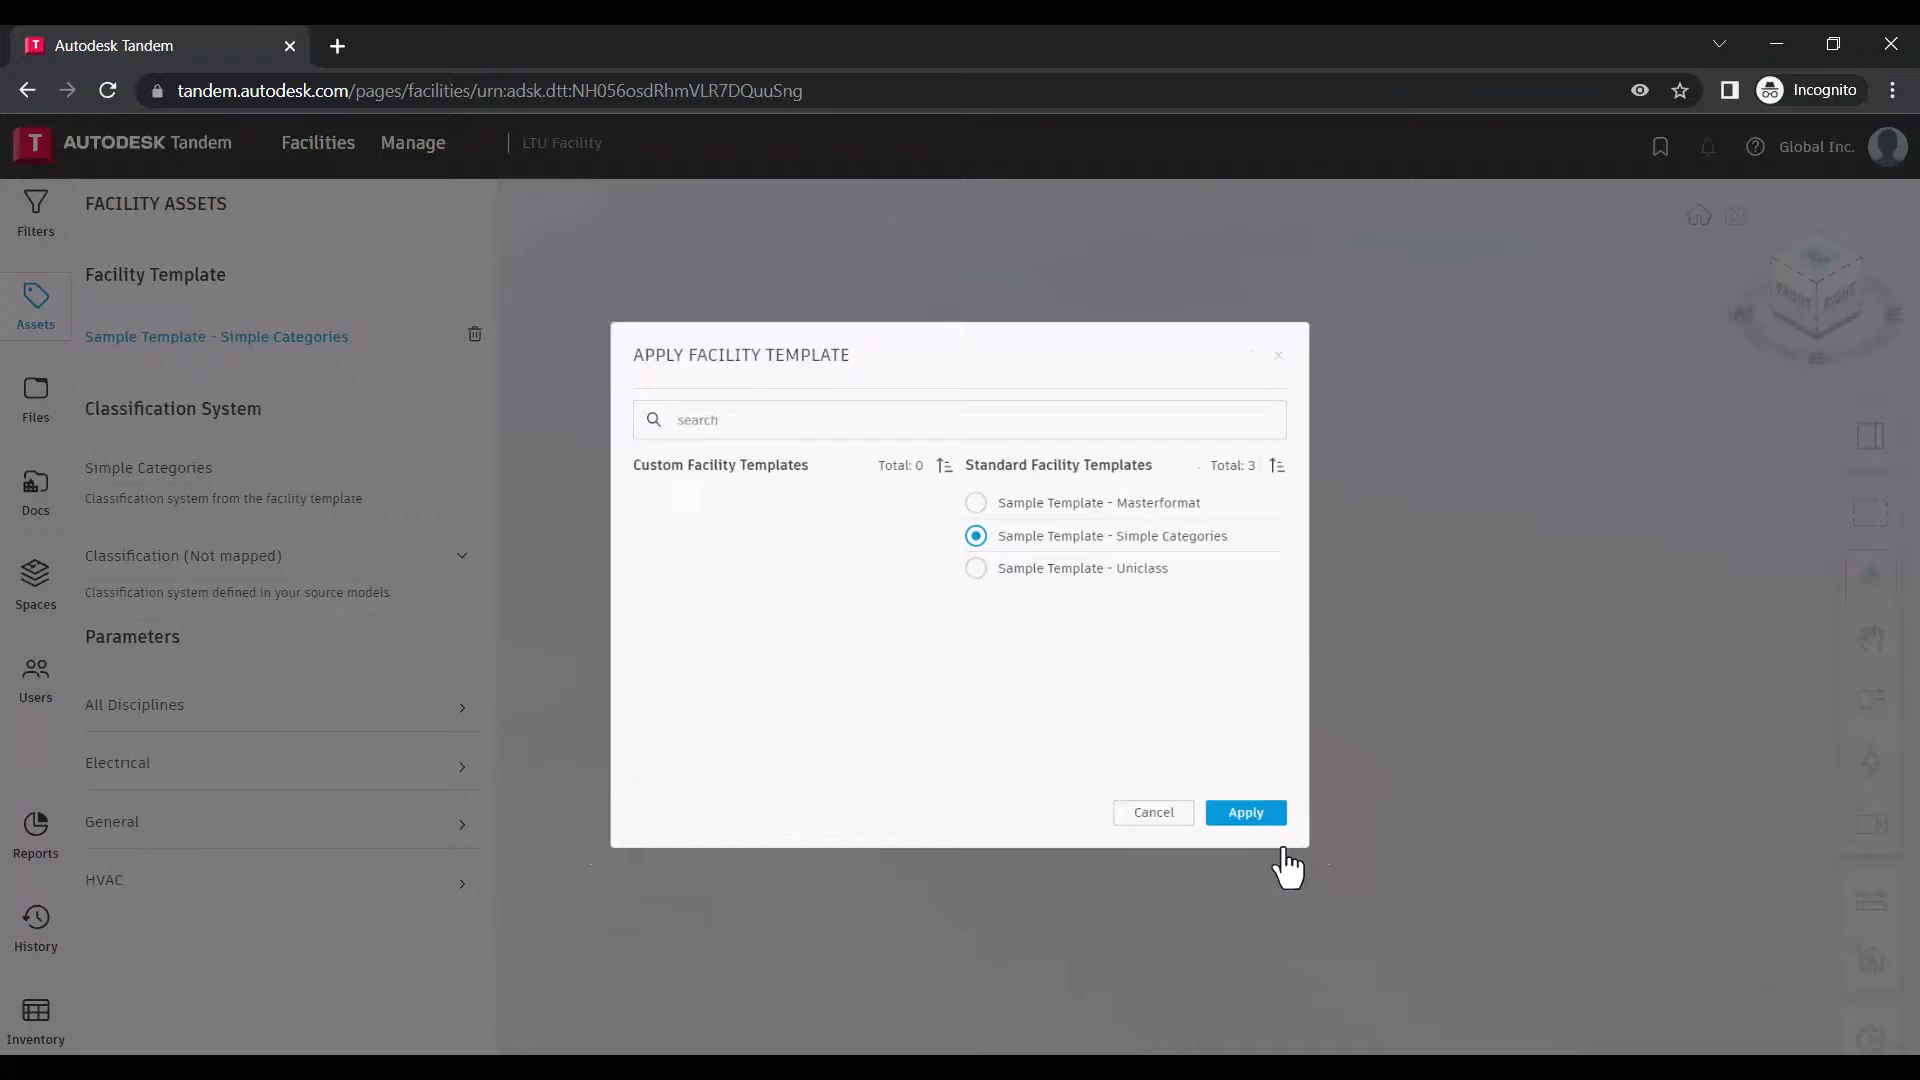 Autodesk Tandem
tandem.autodesk.com/pages/facilities/urn:adsk.dtt:NH056osdRhmVLR7DQuuSng
Incognito
T AUTODESK Tandem
Facilities
Manage
LTU Facility
Global Inc.
Filters
Assets
Files
Docs
Spaces
Users
Reports
History
Inventory
FACILITY ASSETS
Facility Template
Sample Template - Simple Categories
Classification System
Simple Categories
Classification system from the facility template
Classification (Not mapped)
Classification system defined in your source models
Parameters
All Disciplines
Electrical
General
HVAC
APPLY FACILITY TEMPLATE
search
Custom Facility Templates
Total: 0
Standard Facility Templates
Total: 3
Sample Template - Masterformat
Sample Template - Simple Categories
Sample Template - Uniclass
Cancel
Apply
FRONT
RIGHT
W
E
S